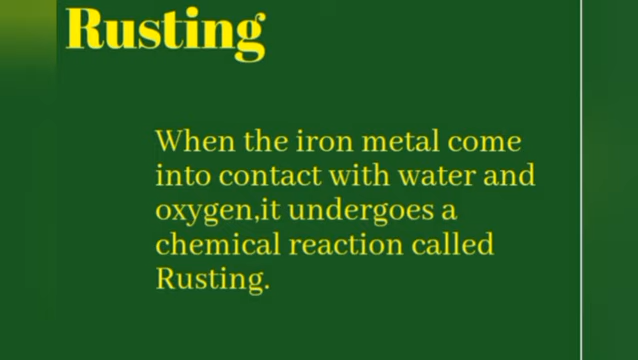 Rusting
When the iron metal come
into contact with water and
oxygen,it undergoes a
chemical reaction called
Rusting.